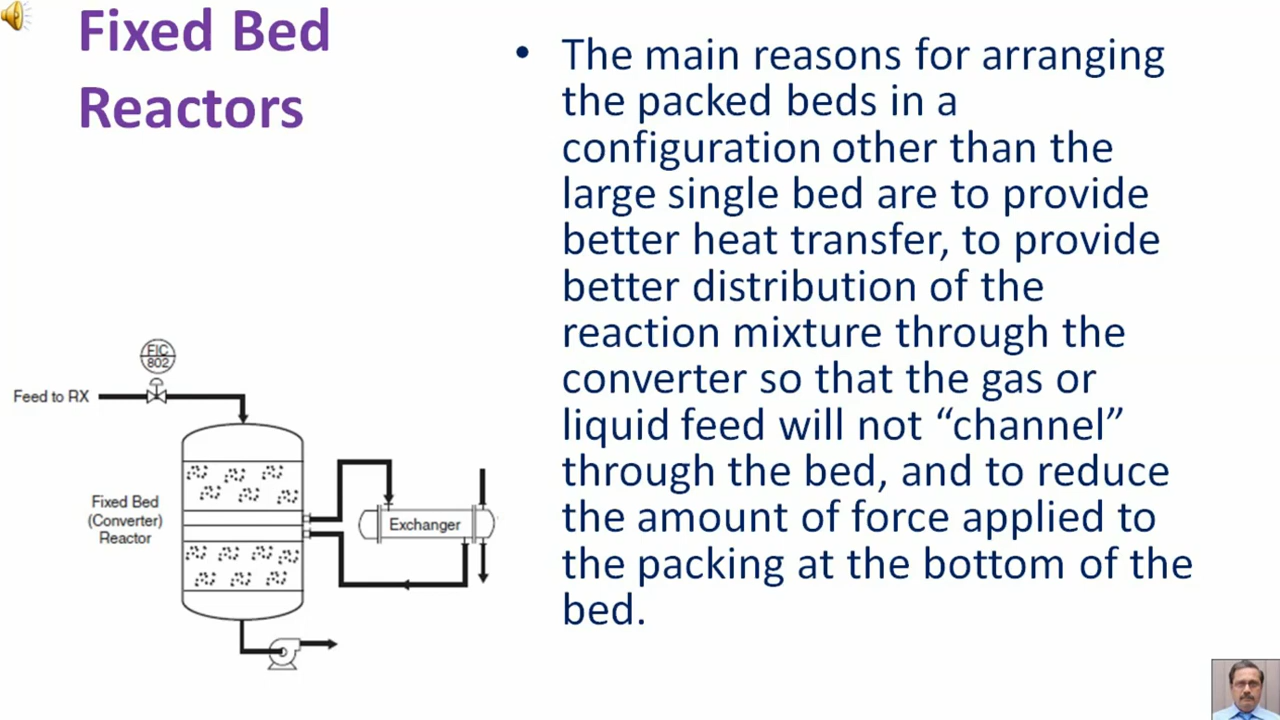 Fixed Bed
Reactors
• The main reasons for arranging
the packed beds in a
configuration other than the
large single bed are to provide
better heat transfer, to provide
better distribution of the
reaction mixture through the
converter so that the gas or
liquid feed will not “channel”
through the bed, and to reduce
the amount of force applied to
the packing at the bottom of the
bed.
FIC
802
Feed to RX
Fixed Bed
(Converter)
Reactor
Exchanger